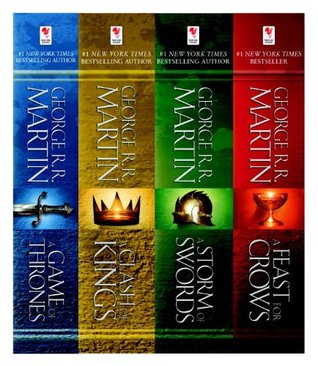 #1 NEW YORK TIMES
BESTSELLING AUTHOR
GEORGE R.R.
MARTIN
A GAME OF
THRONES
#1 NEW YORK TIMES
BESTSELLING AUTHOR
GEORGE R.R.
MARTIN
A CLASH OF
KINGS
#1 NEW YORK TIMES
BESTSELLING AUTHOR
GEORGE R.R.
MARTIN
A STORM OF
SWORDS
#1 NEW YORK TIMES
BESTSELLER
GEORGE R.R.
MARTIN
A FEAST FOR
CROWS